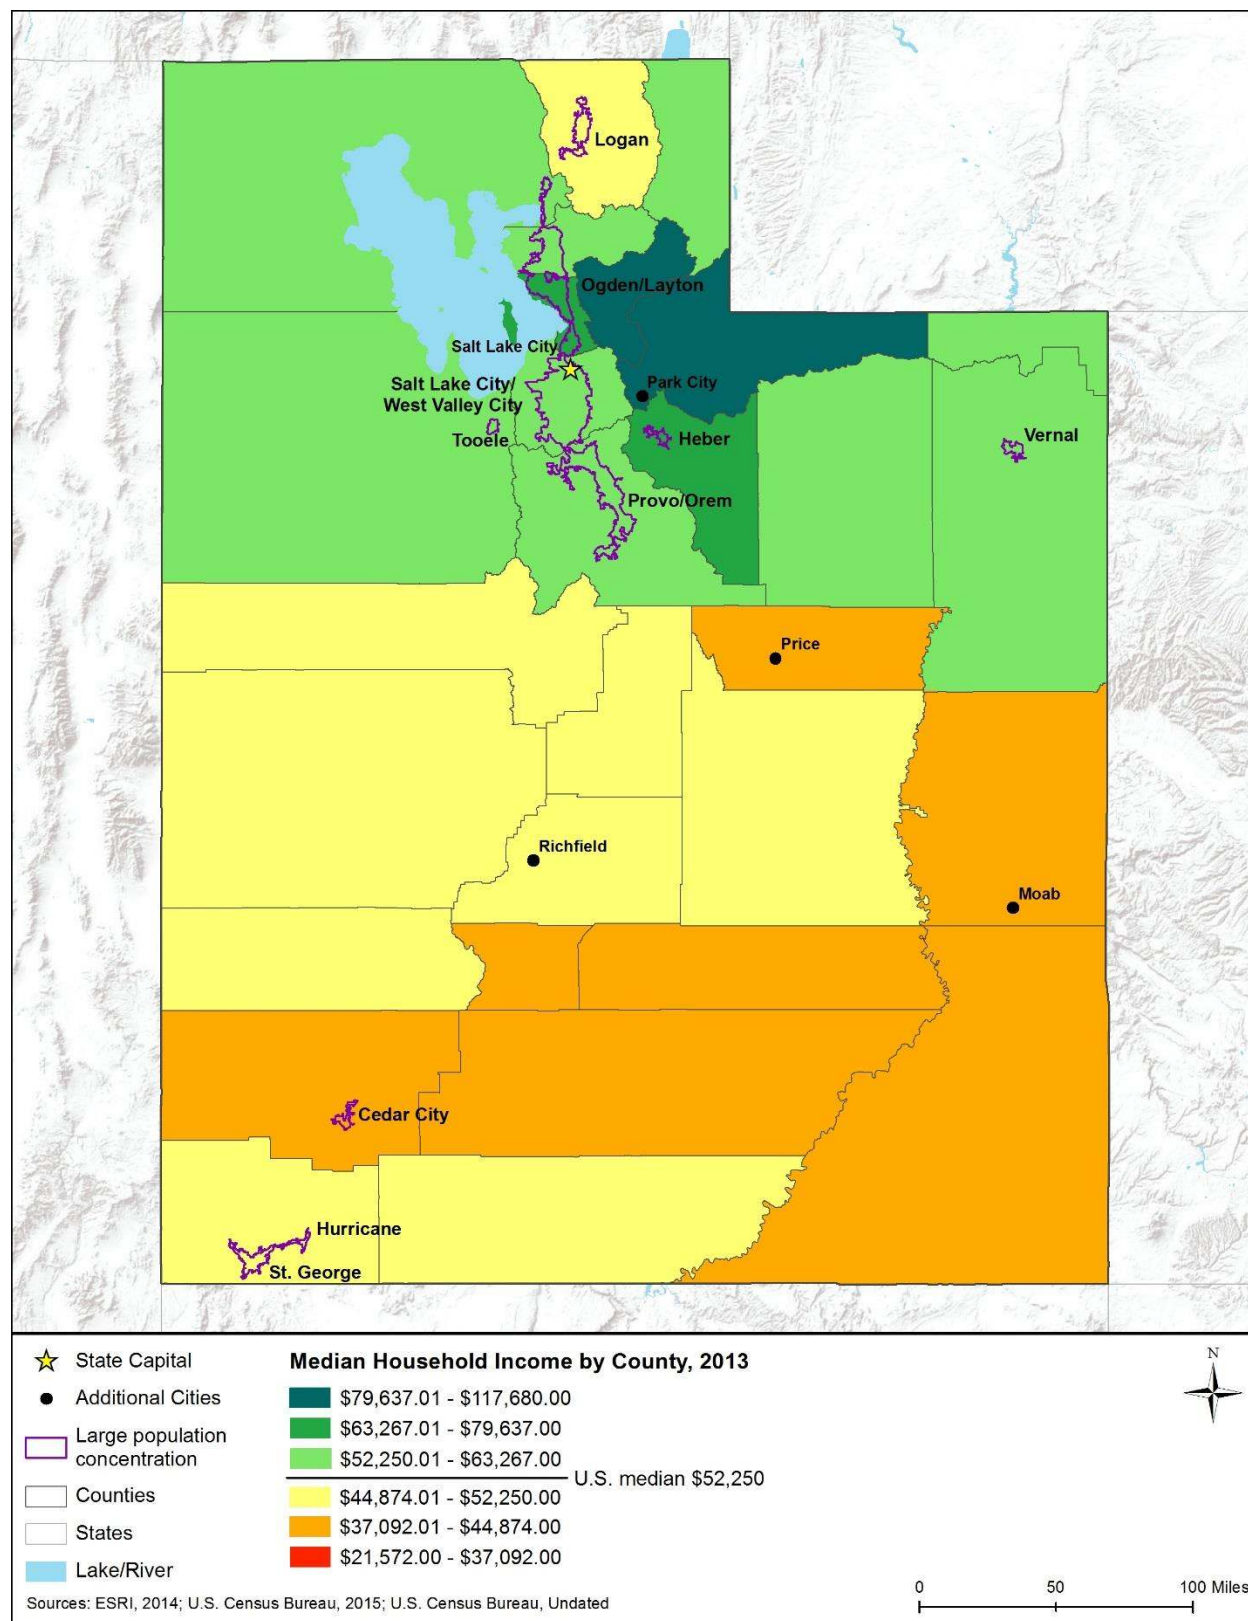 Logan
Ogden/Layton
Salt Lake City
Salt Lake City/
West Valley City
Park City
Tooele
Heber
Vernal
Provo/Orem
Price
Richfield
Moab
Cedar City
Hurricane
St. George
State Capital
Additional Cities
Large population
concentration
Counties
States
Lake/River
Median Household Income by County, 2013
$79,637.01 - $117,680.00
$63,267.01 - $79,637.00
$52,250.01 - $63,267.00
U.S. median $52,250
$44,874.01 - $52,250.00
$37,092.01 - $44,874.00
$21,572.00 - $37,092.00
N
0 50 100 Miles
Sources: ESRI, 2014; U.S. Census Bureau, 2015; U.S. Census Bureau, Undated